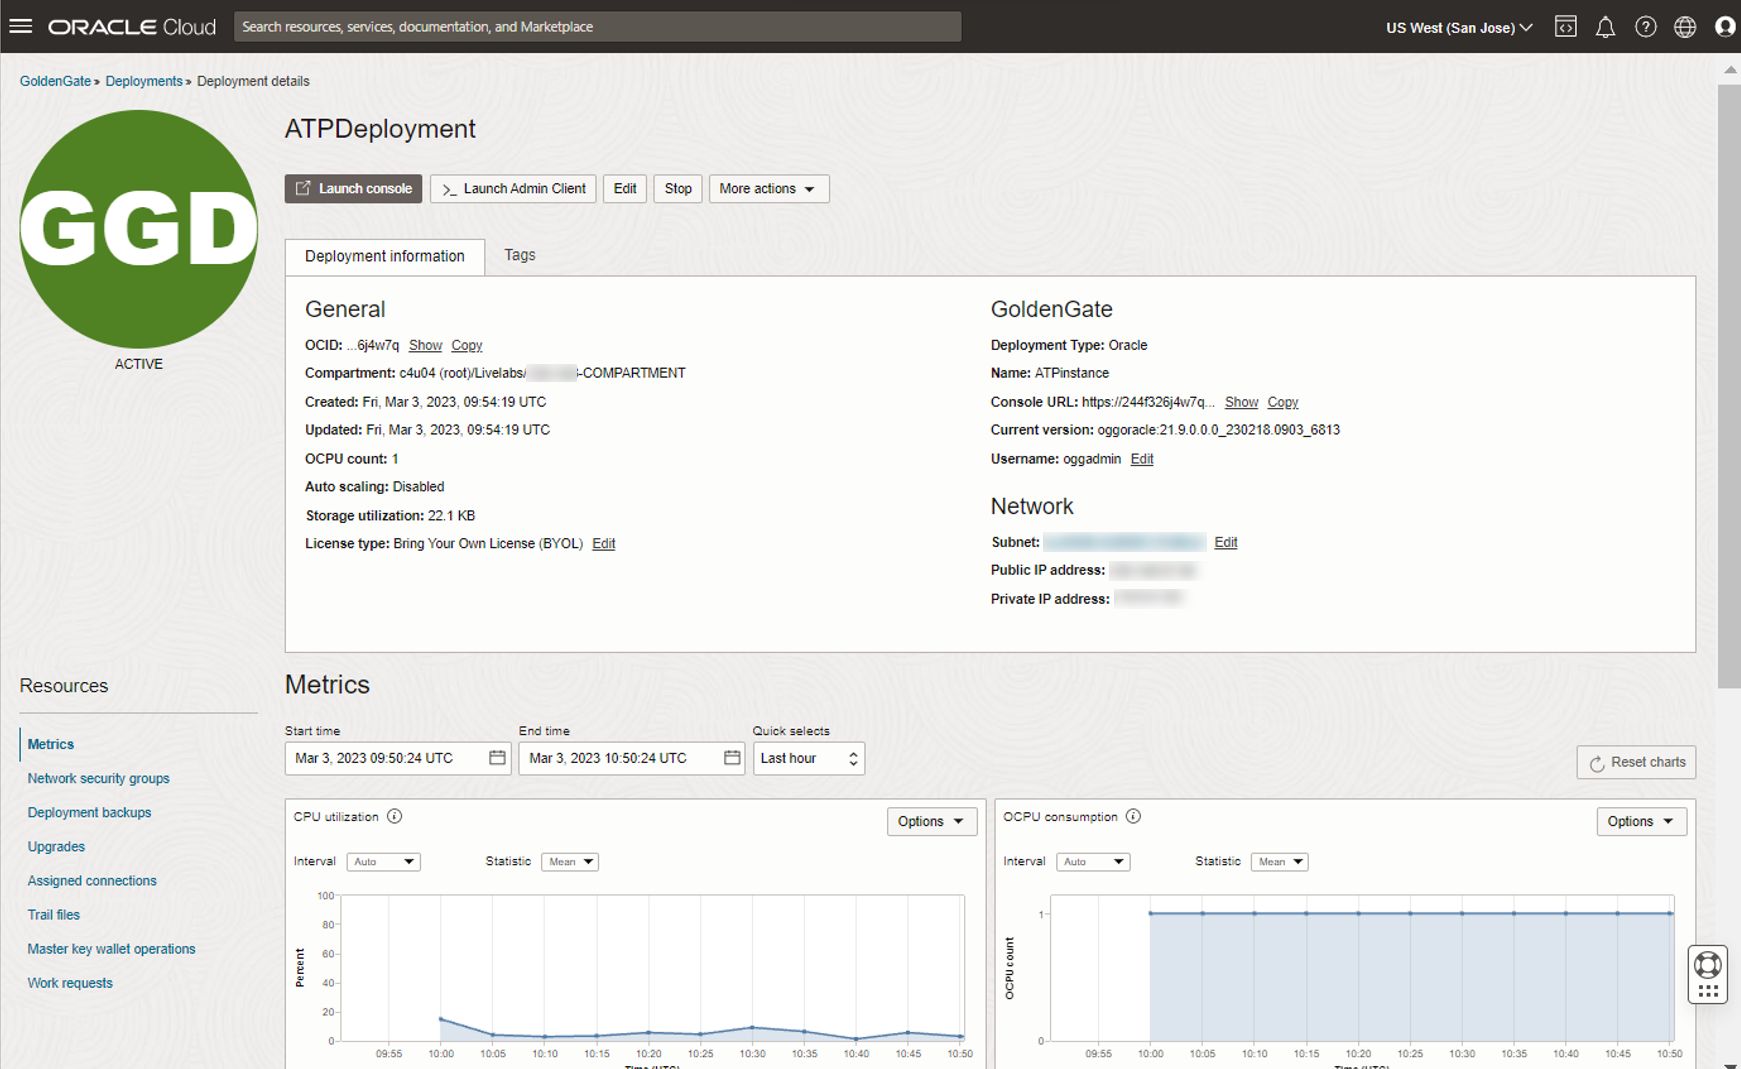 ORACLE Cloud
Search resources, services, documentation, and Marketplace
US West (San Jose)
GoldenGate » Deployments » Deployment details
GGD
ACTIVE
ATPDeployment
Launch console
>_ Launch Admin Client
Edit
Stop
More actions
Deployment information
Tags
General
OCID: ...6j4w7q Show Copy
Compartment: c4u04 (root)/Livelabs/ -COMPARTMENT
Created: Fri, Mar 3, 2023, 09:54:19 UTC
Updated: Fri, Mar 3, 2023, 09:54:19 UTC
OCPU count: 1
Auto scaling: Disabled
Storage utilization: 22.1 KB
License type: Bring Your Own License (BYOL) Edit
GoldenGate
Deployment Type: Oracle
Name: ATPinstance
Console URL: https://244f326j4w7q... Show Copy
Current version: oggoracle:21.9.0.0.0_230218.0903_6813
Username: oggadmin Edit
Network
Subnet: Edit
Public IP address:
Private IP address:
Resources
Metrics
Network security groups
Deployment backups
Upgrades
Assigned connections
Trail files
Master key wallet operations
Work requests
Metrics
Start time
Mar 3, 2023 09:50:24 UTC
End time
Mar 3, 2023 10:50:24 UTC
Quick selects
Last hour
Reset charts
CPU utilization
Options
Interval Auto
Statistic Mean
Percent
100
80
60
40
20
0
09:55 10:00 10:05 10:10 10:15 10:20 10:25 10:30 10:35 10:40 10:45 10:50
Time (UTC)
OCPU consumption
Options
Interval Auto
Statistic Mean
OCPU count
1
0
09:55 10:00 10:05 10:10 10:15 10:20 10:25 10:30 10:35 10:40 10:45 10:50
Time (UTC)